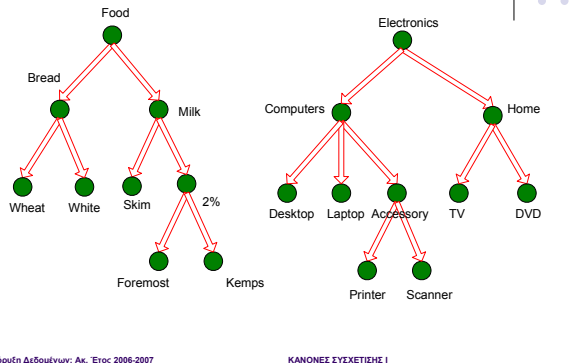 Food
Electronics
Bread
Milk
Computers
Home
Wheat
White
Skim
2%
Desktop
Laptop
Accessory
TV
DVD
Foremost
Kemps
Printer
Scanner
Δεδομένων: Ακ. Έτος 2006-2007
ΚΑΝΟΝΕΣ ΣΥΣΧΕΤΙΣΗΣ I